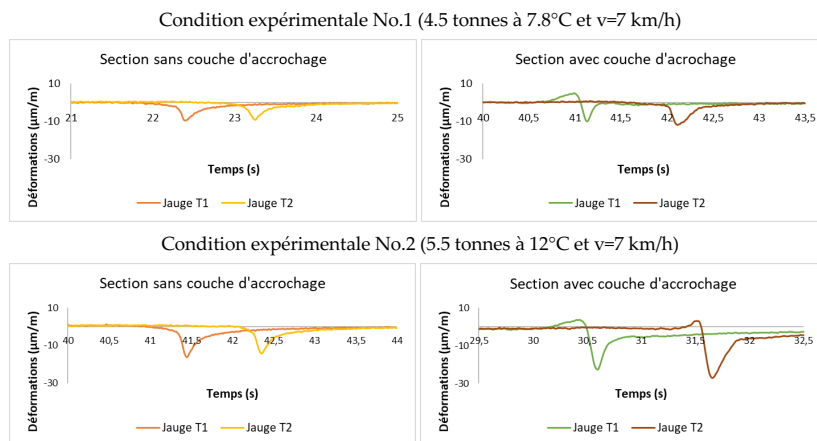 Condition expérimentale No.1 (4.5 tonnes à 7.8°C et v=7 km/h)
Section sans couche d'accrochage
Déformations (µm/m)
10
-10
-30
21 22 23 24 25
Temps (s)
Jauge T1 Jauge T2
Section avec couche d'acrochage
Déformations (µm/m)
10
-10
-30
40 40,5 41 41,5 42 42,5 43 43,5
Temps (s)
Jauge T1 Jauge T2
Condition expérimentale No.2 (5.5 tonnes à 12°C et v=7 km/h)
Section sans couche d'accrochage
Déformations (µm/m)
10
-10
-30
40 40,5 41 41,5 42 42,5 43 43,5 44
Temps (s)
Jauge T1 Jauge T2
Section avec couche d'accrochage
Déformations (µm/m)
10
-10
-30
29,5 30 30,5 31 31,5 32 32,5
Temps (s)
Jauge T1 Jauge T2